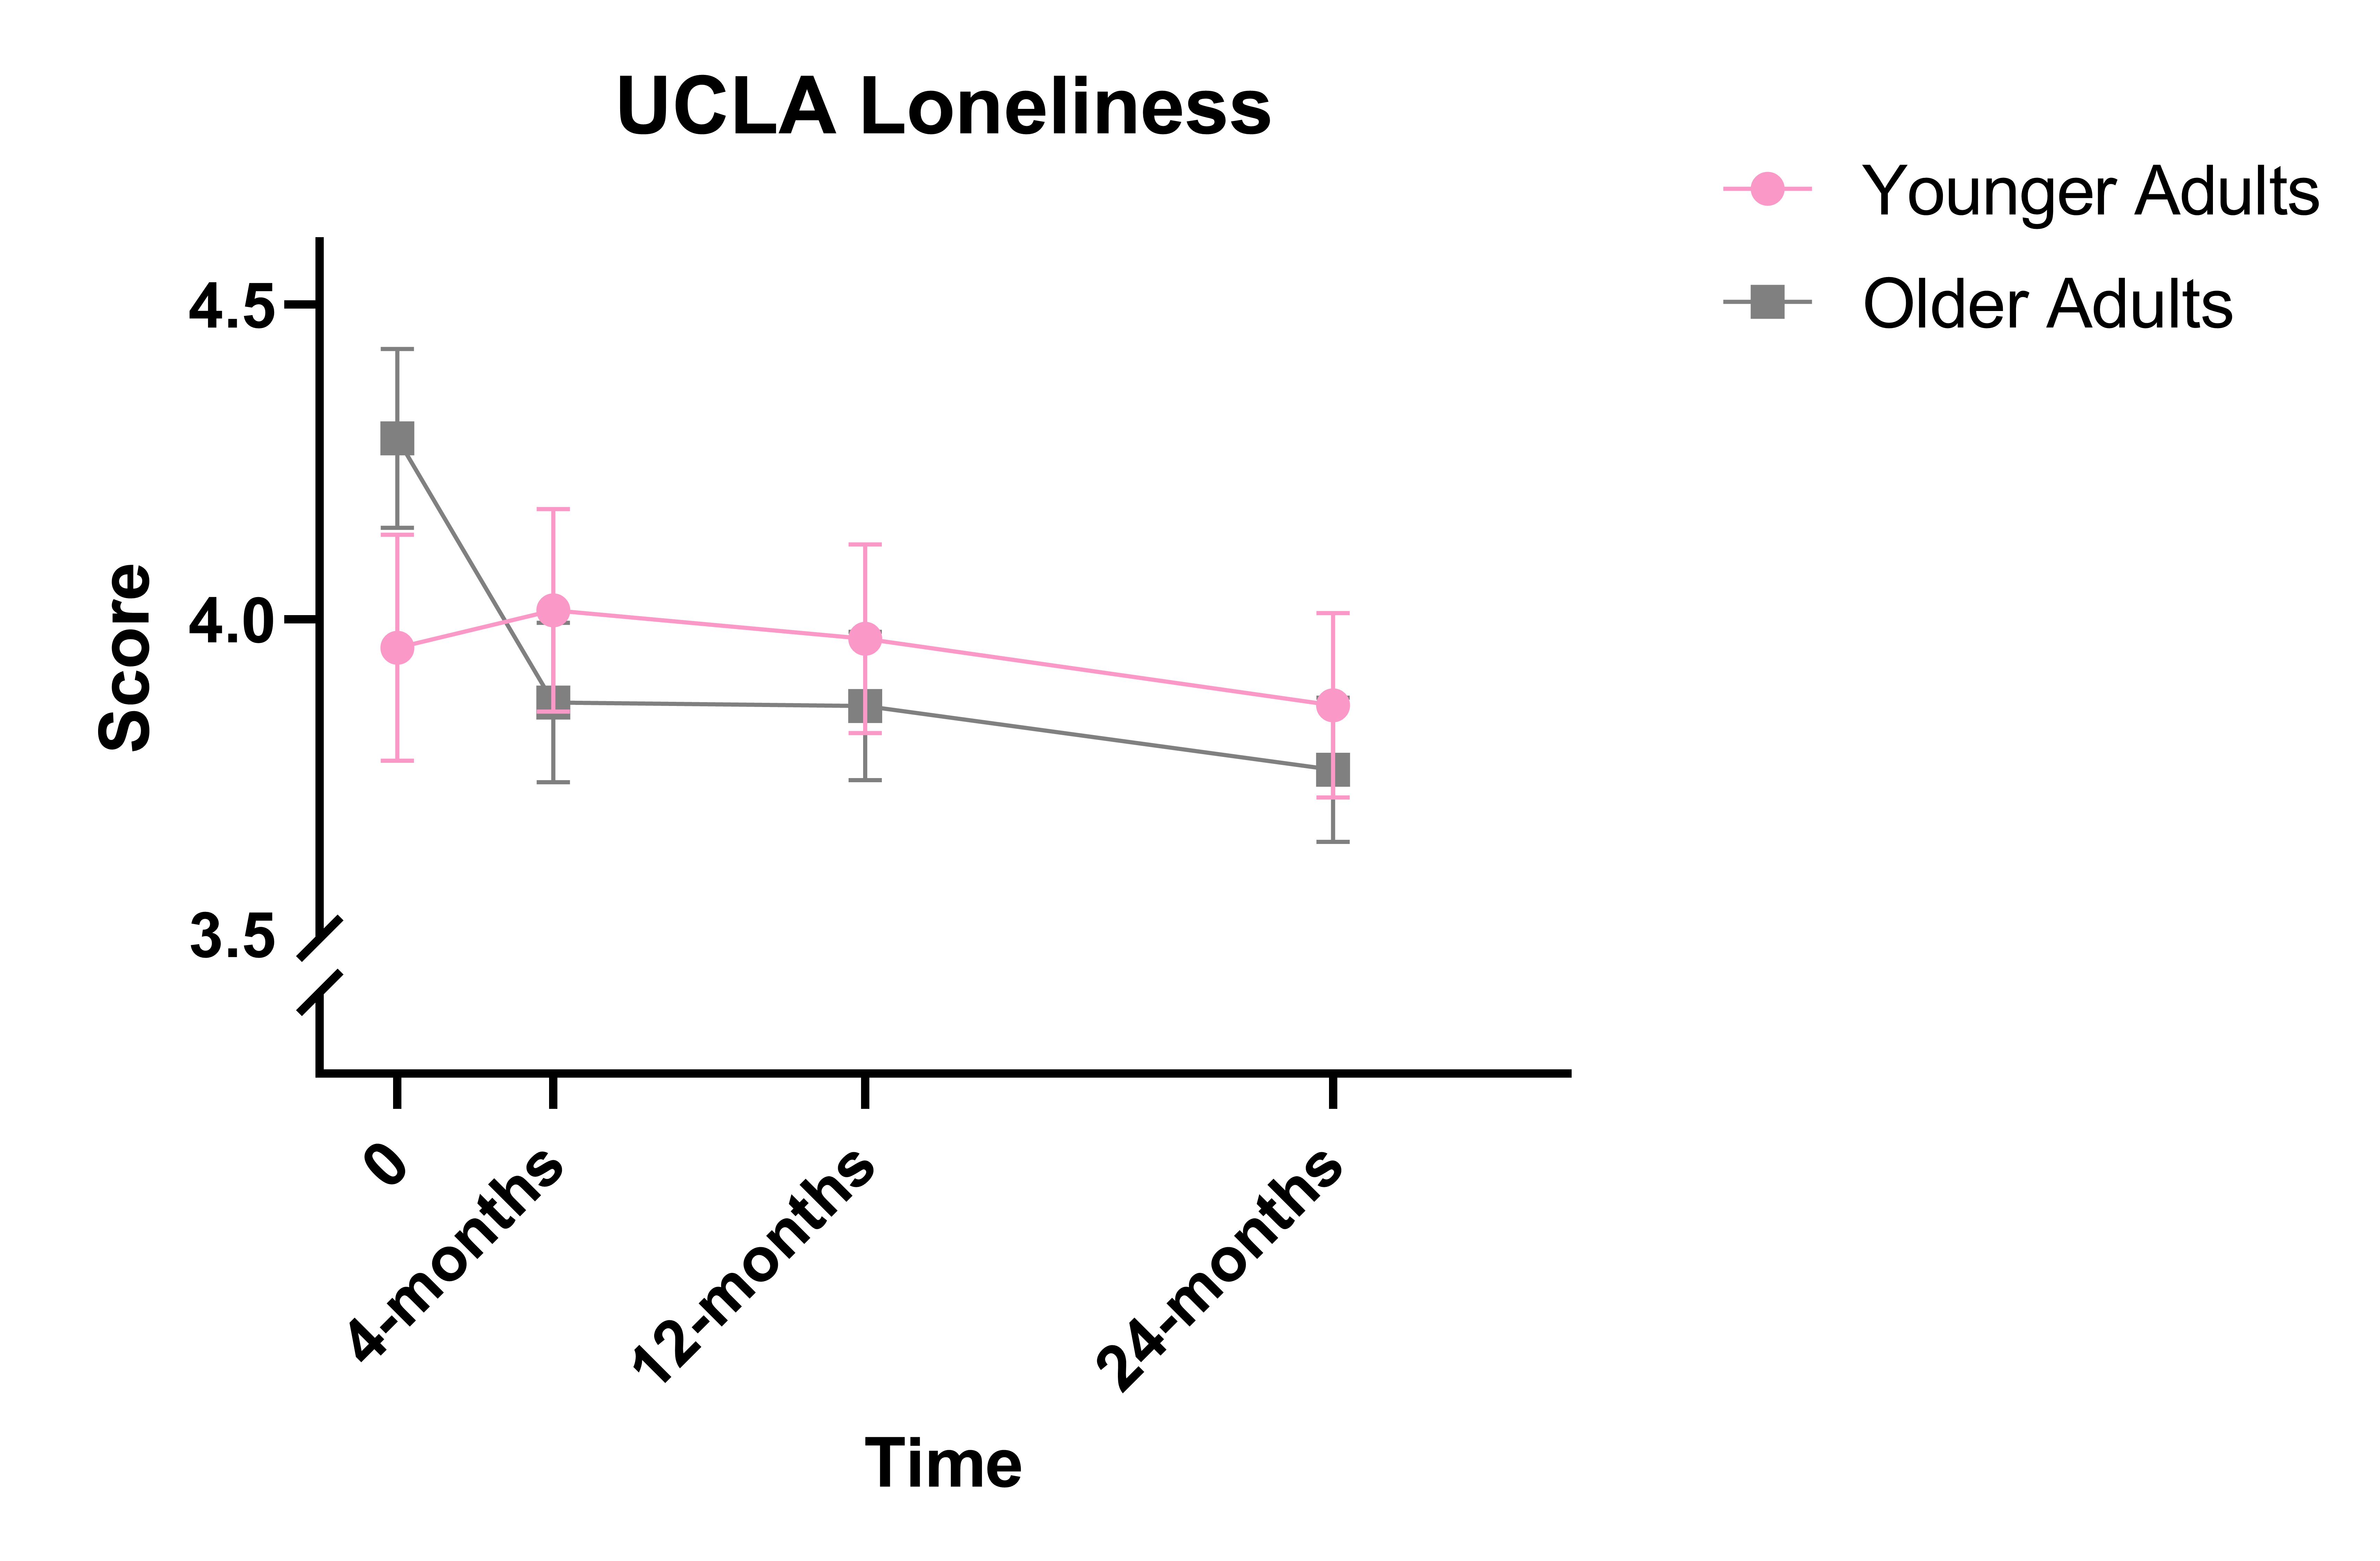 UCLA Loneliness
Younger Adults
Older Adults
4.5
4.0
3.5
Score
0
4-months
12-months
24-months
Time